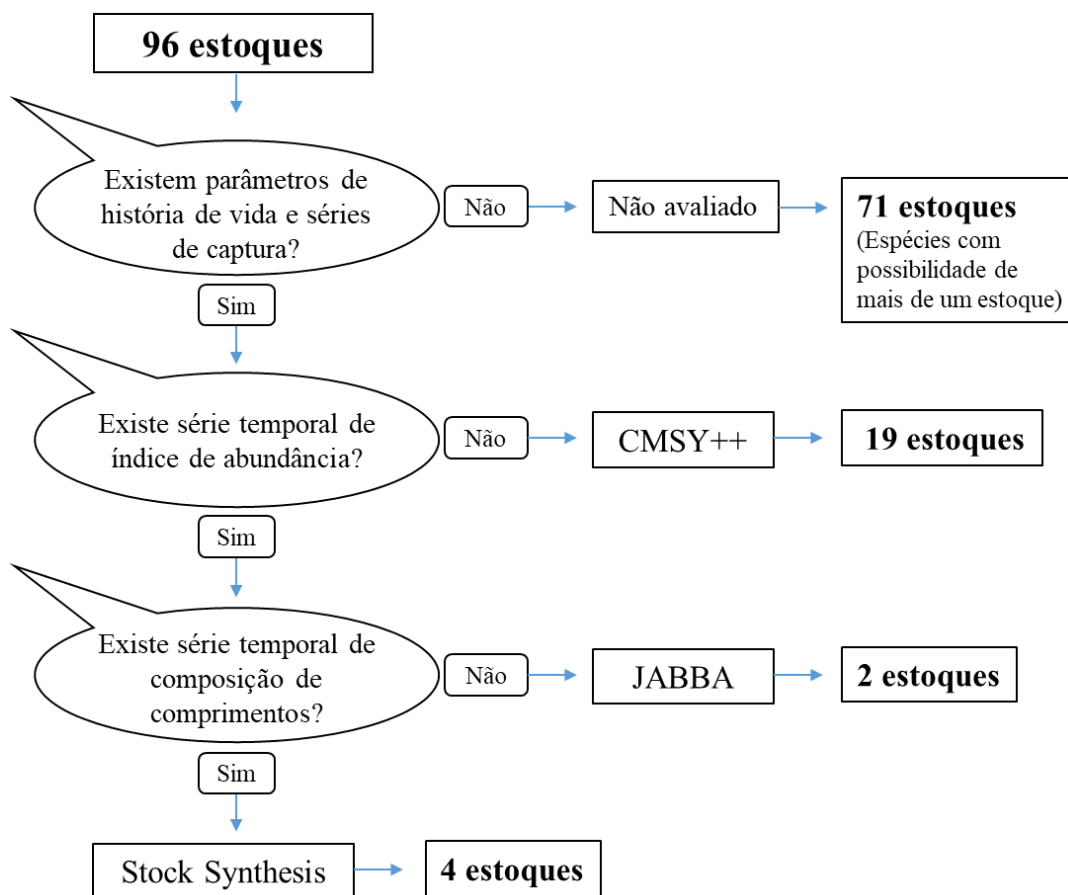 96 estoques
Existem parâmetros de
história de vida e séries
de captura?
Não
Não avaliado
71 estoques
(Espécies com
possibilidade de
mais de um estoque)
Sim
Existe série temporal de
índice de abundância?
Não
CMSY++
19 estoques
Sim
Existe série temporal de
composição de
comprimentos?
Não
JABBA
2 estoques
Sim
Stock Synthesis
4 estoques